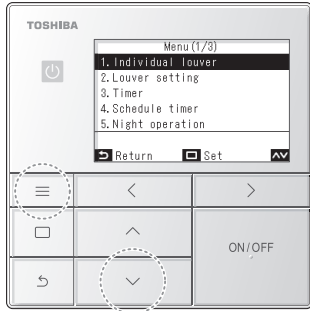 TOSHIBA
Menu(1/3)
1. Individual louver
2. Louver setting
3. Timer
4. Schedule timer
5. Night operation
Return Set
ON/OFF